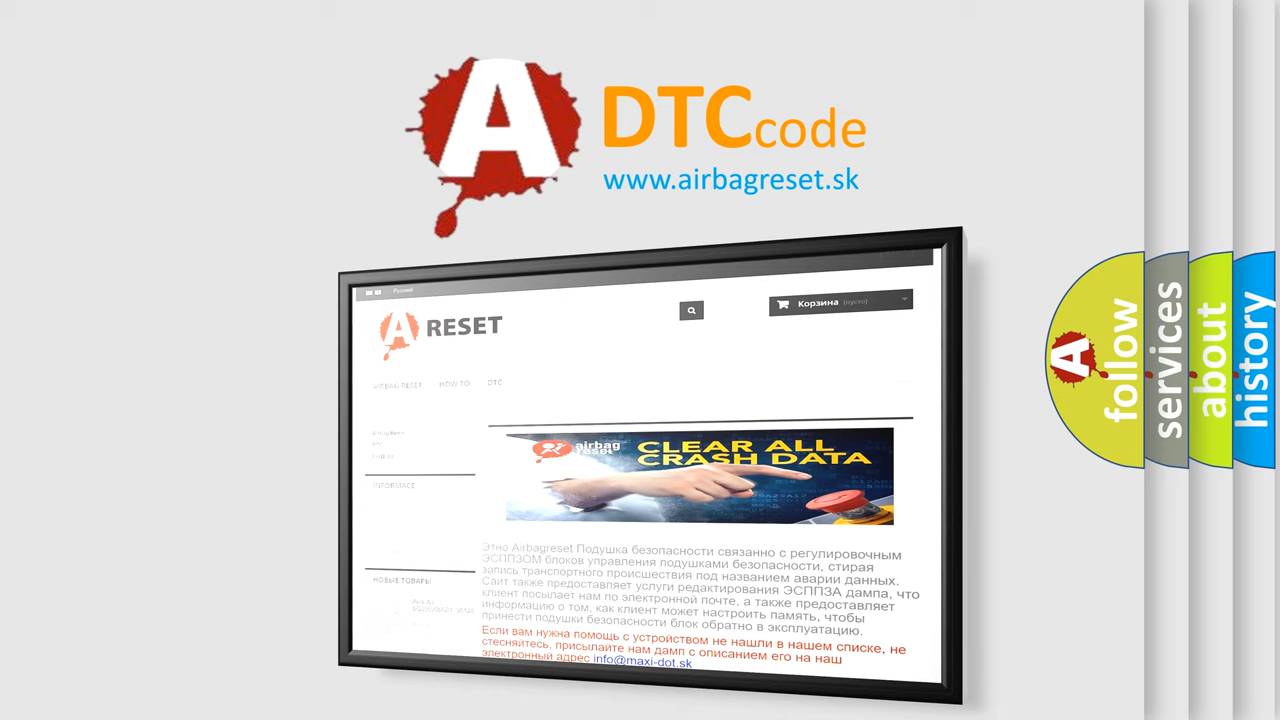 A DTC code
www.airbagreset.sk
Русский
A RESET
Корзина (пусто)
AIRBAG RESET HOW TO DTC
INFORMACE
airbag
reset
CLEAR ALL
CRASH DATA
Этно Airbagreset Подушка безопасности связанно с регулировочным
ЭСППЗОМ блоков управления подушками безопасности, стирая
запись транспортного происшествия под названием аварии данных.
Сайт также предоставляет услуги редактирования ЭСППЗА дампа, что
клиент посылает нам по электронной почте, а также предоставляет
информацию о том, как клиент может настроить память, чтобы
принести подушки безопасности блок обратно в эксплуатацию.
НОВЫЕ ТОВАРЫ
Если вам нужна помощь с устройством не нашли в нашем списке, не
стесняйтесь, присылайте нам дамп с описанием его на наш
электронный адрес info@maxi-dot.sk
A follow
services
about
history